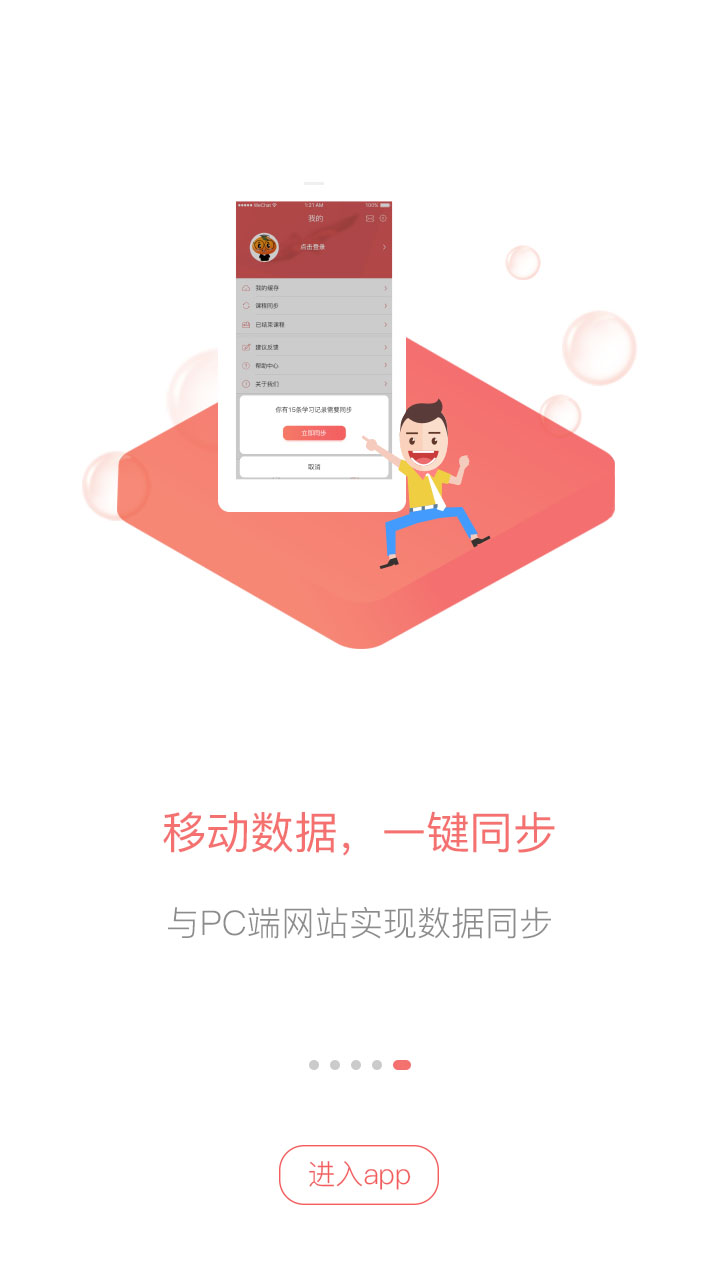 WeChat 1:21 AM 100%
我的
点击登录
我的缓存
课程同步
已结束课程
建议反馈
帮助中心
关于我们
你有15条学习记录需要同步
立即同步
取消
移动数据，一键同步
与PC端网站实现数据同步
进入app